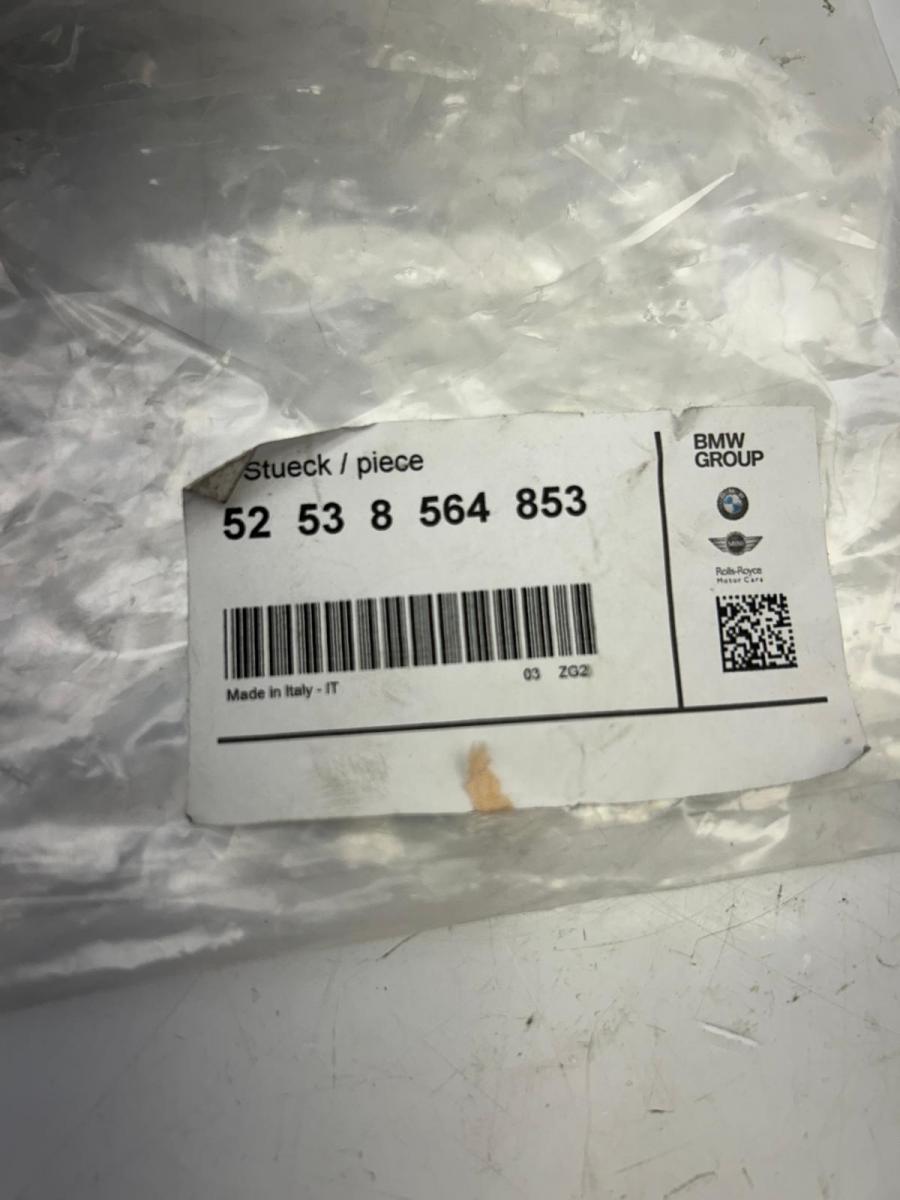 Stueck / piece
52 53 8 564 853
03 ZG2
Made in Italy - IT
BMW
GROUP
Rolls-Royce
Motor Cars